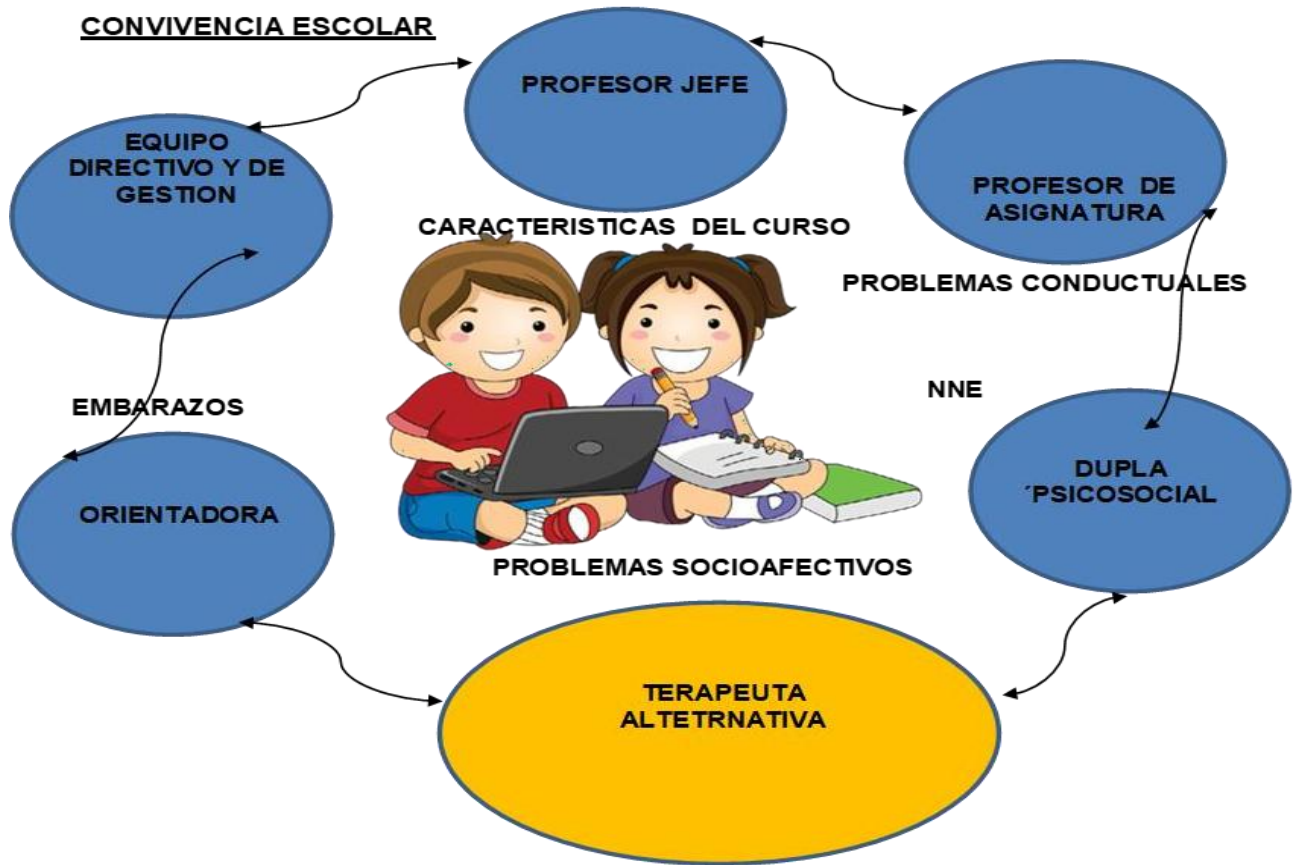 CONVIVENCIA ESCOLAR
PROFESOR JEFE
EQUIPO
DIRECTIVO Y DE
GESTION
PROFESOR DE
ASIGNATURA
CARACTERISTICAS DEL CURSO
PROBLEMAS CONDUCTUALES
NNE
EMBARAZOS
DUPLA
´PSICOSOCIAL
ORIENTADORA
PROBLEMAS SOCIOAFECTIVOS
TERAPEUTA
ALTETRNATIVA